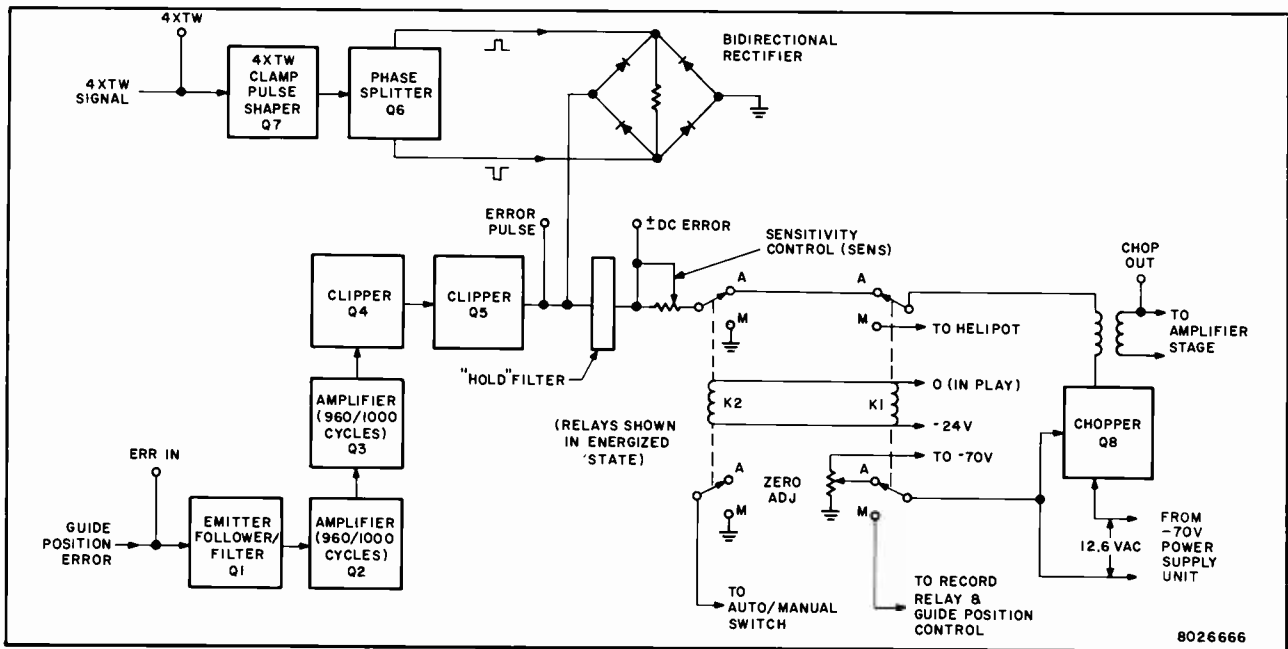 4XTW
4XTW
SIGNAL
4XTW
CLAMP
PULSE
SHAPER
Q7
PHASE
SPLITTER
Q6
BIDIRECTIONAL
RECTIFIER
ERROR
PULSE
±DC ERROR
SENSITIVITY
CONTROL (SENS)
CLIPPER
Q4
CLIPPER
Q5
"HOLD" FILTER
A
M
A
M
TO HELIPOT
CHOP
OUT
TO
AMPLIFIER
STAGE
AMPLIFIER
(960/1000
CYCLES)
Q3
(RELAYS SHOWN
IN ENERGIZED
STATE)
K2
K1
0 (IN PLAY)
-24V
TO -70V
CHOPPER
Q8
ERR IN
GUIDE
POSITION
ERROR
EMITTER
FOLLOWER/
FILTER
Q1
AMPLIFIER
(960/1000
CYCLES)
Q2
A
M
ZERO
ADJ
A
M
12.6 VAC
FROM
-70V
POWER
SUPPLY
UNIT
TO
AUTO/MANUAL
SWITCH
TO RECORD
RELAY &
GUIDE POSITION
CONTROL
8026666